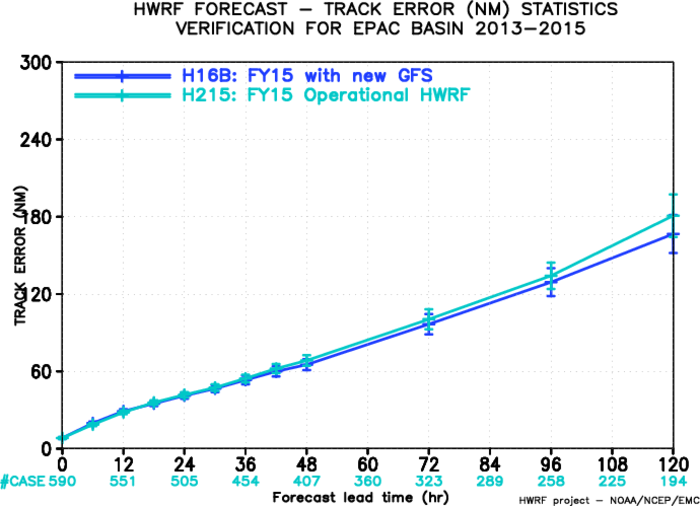 HWRF FORECAST – TRACK ERROR (NM) STATISTICS
VERIFICATION FOR EPAC BASIN 2013–2015
H16B: FY15 with new GFS
H215: FY15 Operational HWRF
TRACK ERROR (NM)
300
240
180
120
60
0
0 12 24 36 48 60 72 84 96 108 120
#CASE 590 551 505 454 407 360 323 289 258 225 194
Forecast lead time (hr)
HWRF project – NOAA/NCEP/EMC